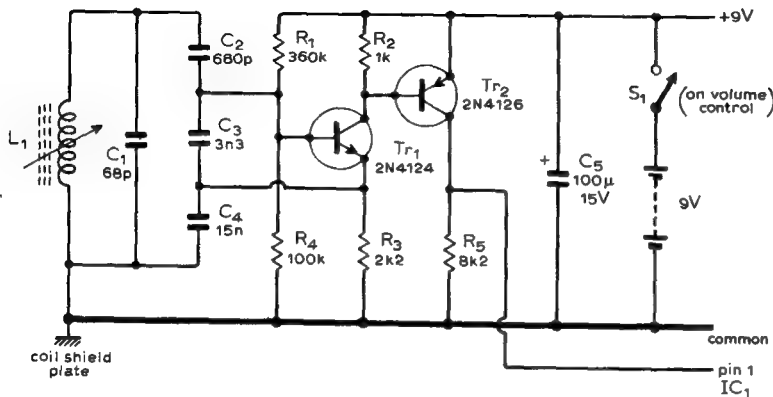 +9V
C2
680p
R1
360k
R2
1k
Tr2
2N4126
S1
(on volume control)
L1
C1
68p
C3
3n3
Tr1
2N4124
+
C5
100μ
15V
9V
C4
15n
R4
100k
R3
2k2
R5
8k2
common
coil shield
plate
pin 1
IC1